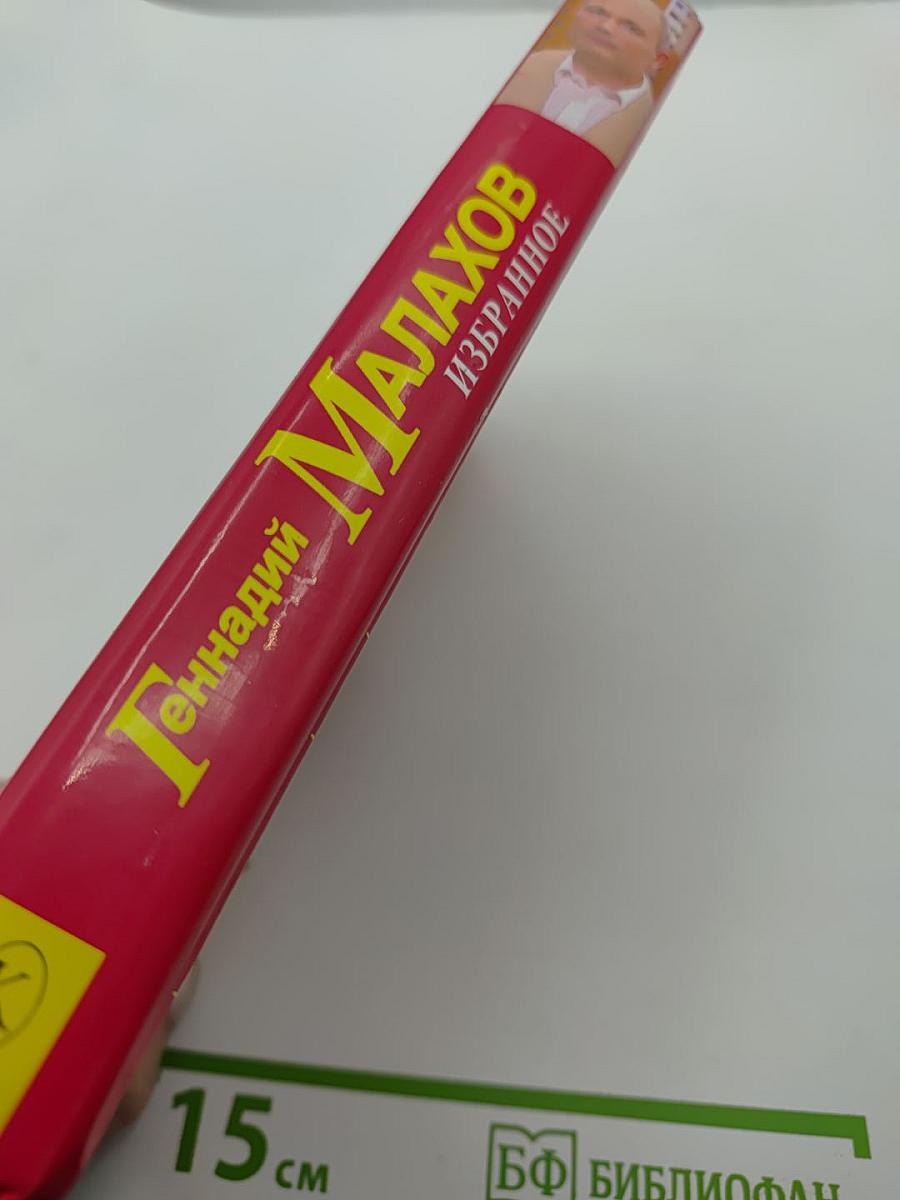 Геннадий МАЛАХОВ
ИЗБРАННОЕ
К
15 см
БФ БИБЛИОФАН